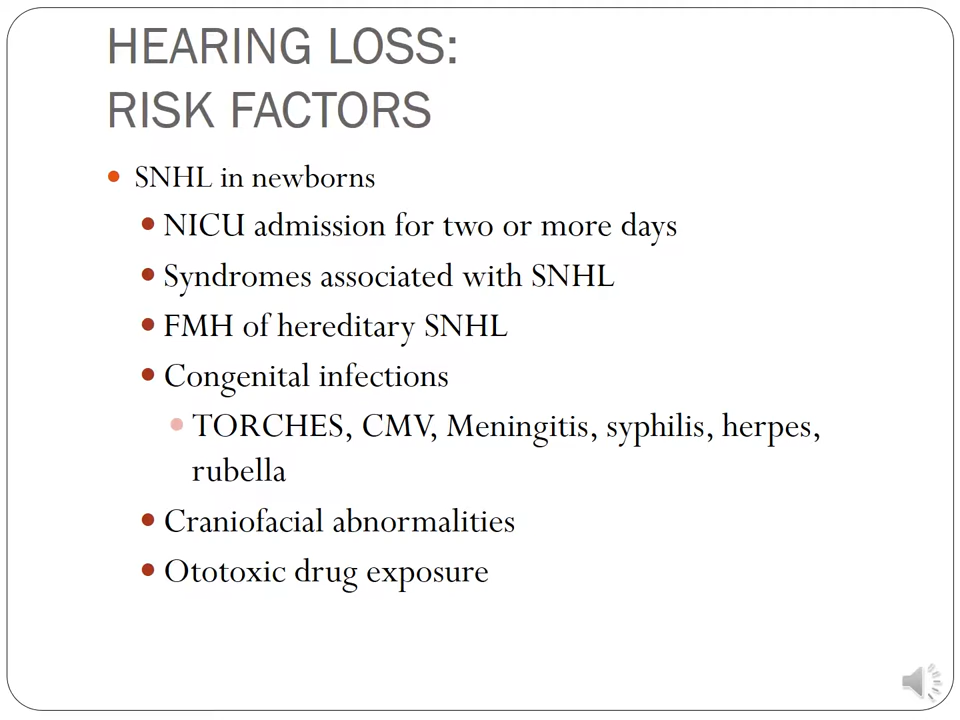 HEARING LOSS:
RISK FACTORS
SNHL in newborns
NICU admission for two or more days
Syndromes associated with SNHL
FMH of hereditary SNHL
Congenital infections
TORCHES, CMV, Meningitis, syphilis, herpes,
rubella
Craniofacial abnormalities
Ototoxic drug exposure